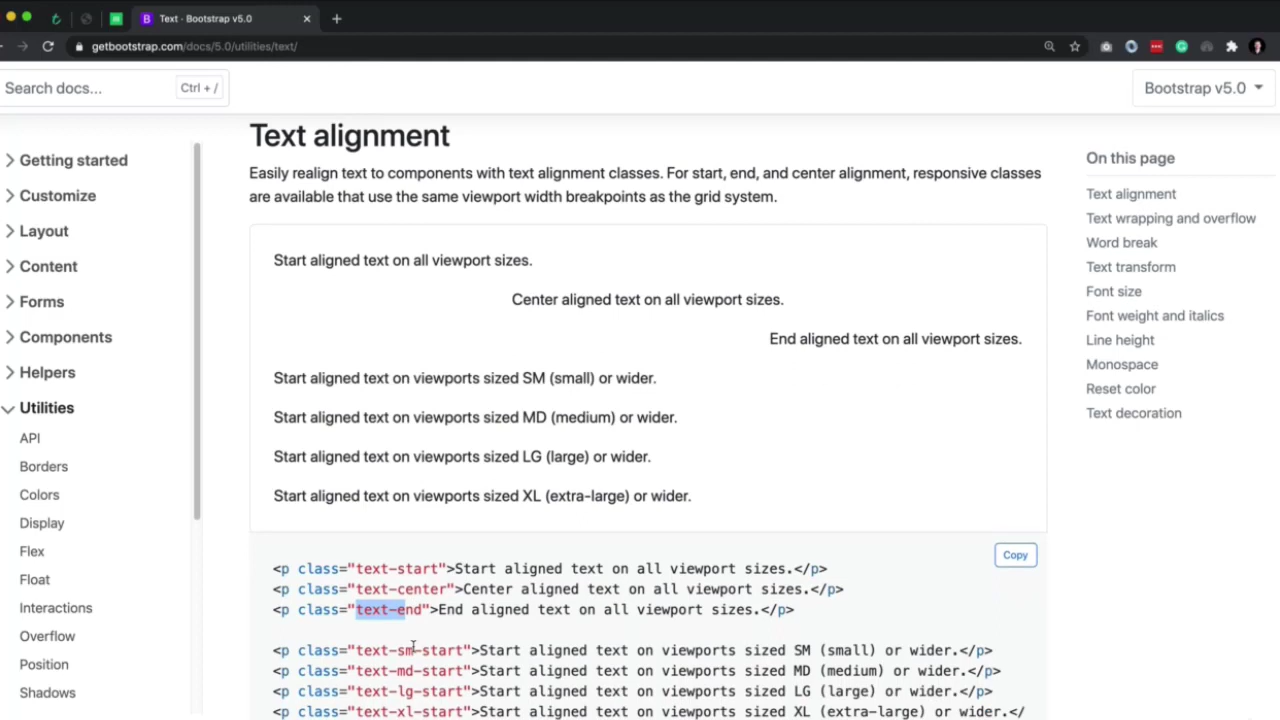 Text · Bootstrap v5.0
getbootstrap.com/docs/5.0/utilities/text/
Search docs...
Ctrl + /
Bootstrap v5.0
Getting started
Customize
Layout
Content
Forms
Components
Helpers
Utilities
API
Borders
Colors
Display
Flex
Float
Interactions
Overflow
Position
Shadows
Text alignment
Easily realign text to components with text alignment classes. For start, end, and center alignment, responsive classes
are available that use the same viewport width breakpoints as the grid system.
Start aligned text on all viewport sizes.
Center aligned text on all viewport sizes.
End aligned text on all viewport sizes.
Start aligned text on viewports sized SM (small) or wider.
Start aligned text on viewports sized MD (medium) or wider.
Start aligned text on viewports sized LG (large) or wider.
Start aligned text on viewports sized XL (extra-large) or wider.
Copy
<p class="text-start">Start aligned text on all viewport sizes.</p>
<p class="text-center">Center aligned text on all viewport sizes.</p>
<p class="text-end">End aligned text on all viewport sizes.</p>
<p class="text-sm-start">Start aligned text on viewports sized SM (small) or wider.</p>
<p class="text-md-start">Start aligned text on viewports sized MD (medium) or wider.</p>
<p class="text-lg-start">Start aligned text on viewports sized LG (large) or wider.</p>
<p class="text-xl-start">Start aligned text on viewports sized XL (extra-large) or wider.</
On this page
Text alignment
Text wrapping and overflow
Word break
Text transform
Font size
Font weight and italics
Line height
Monospace
Reset color
Text decoration